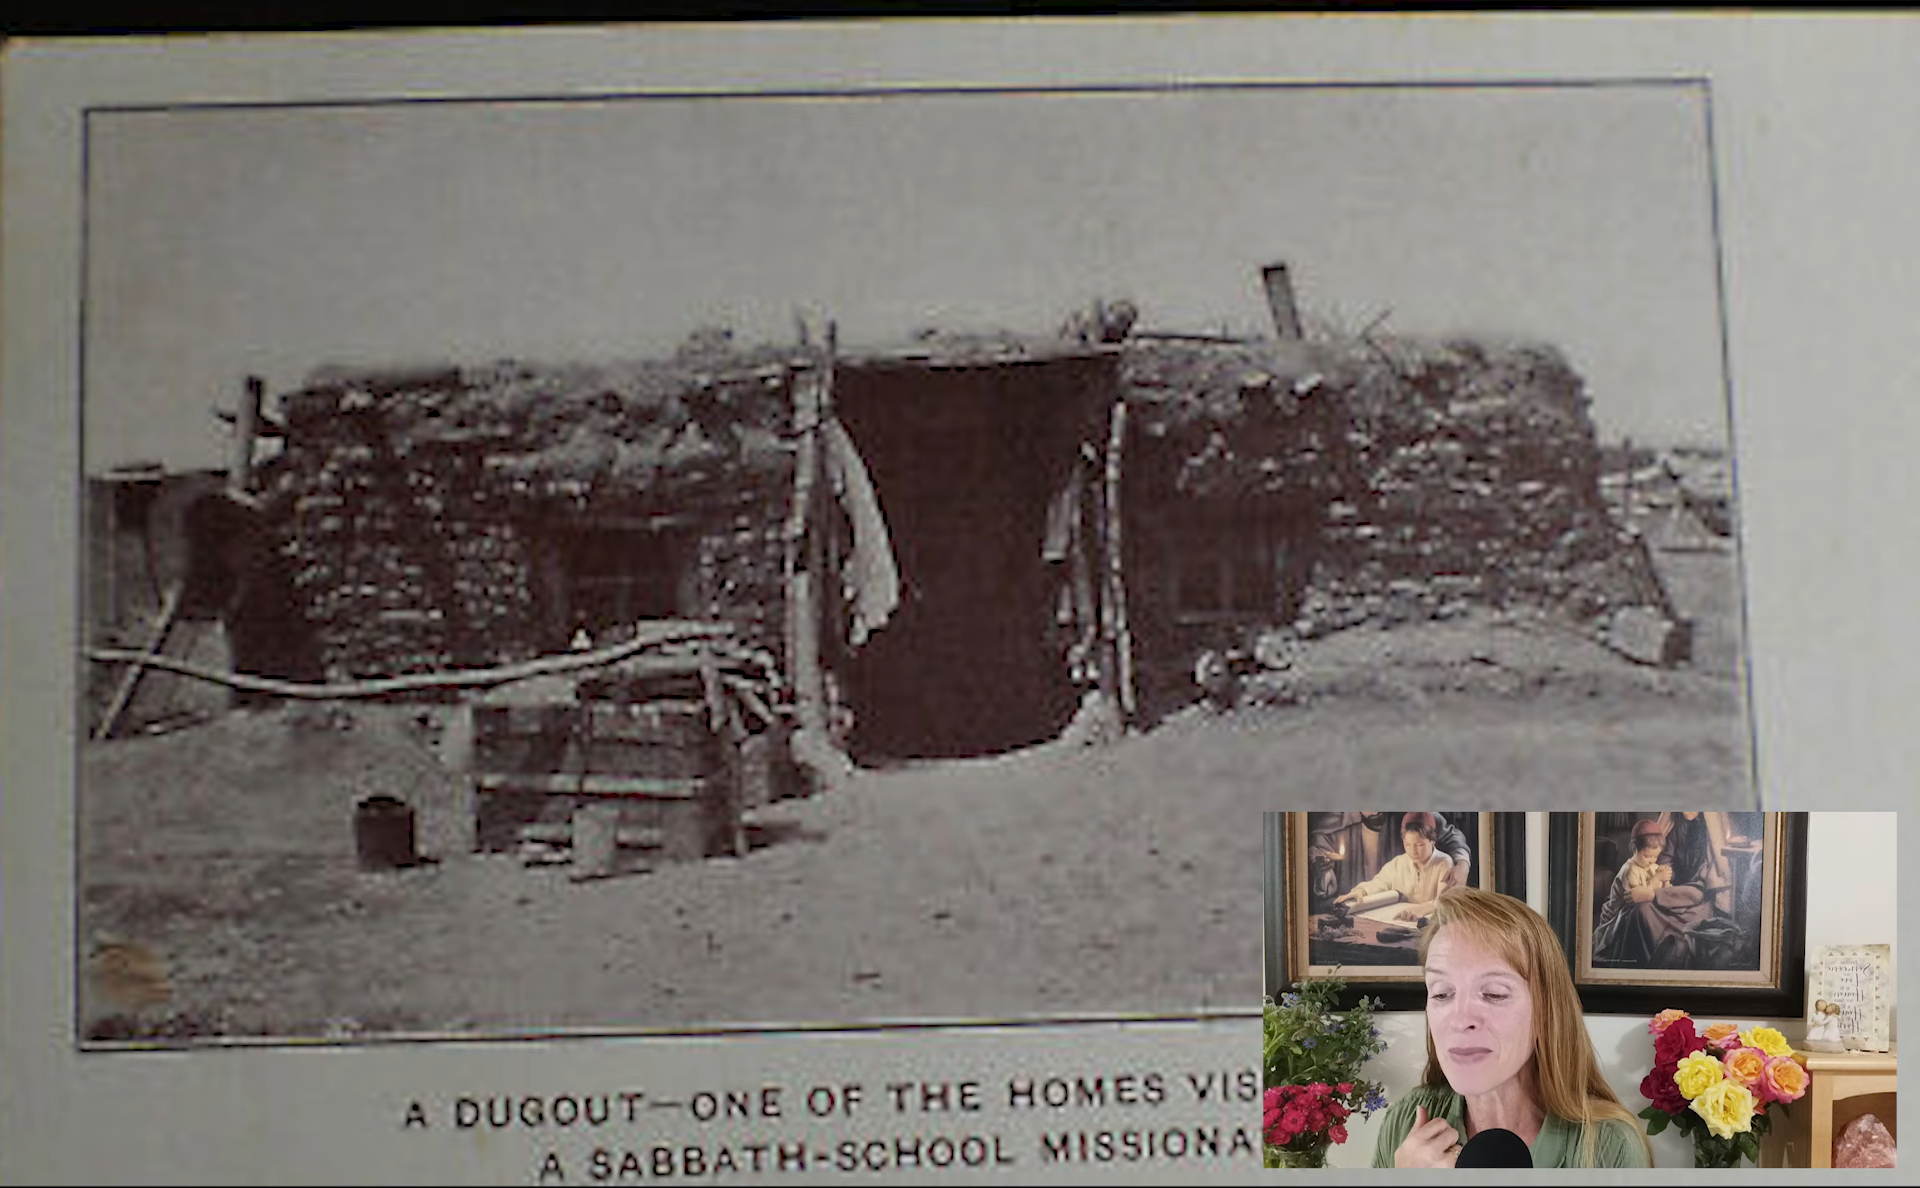 A DUGOUT—ONE OF THE HOMES VIS
A SABBATH-SCHOOL MISSIONA